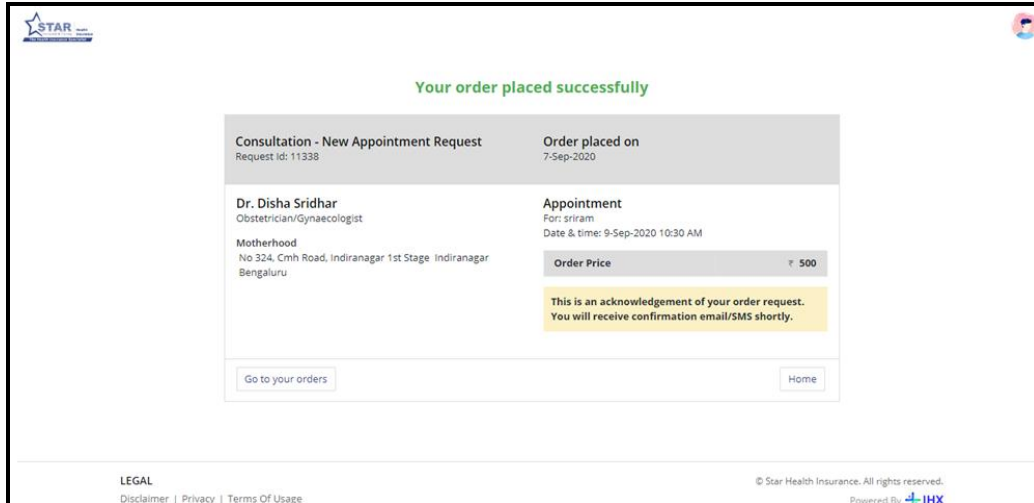 STAR Health
Insurance
Your order placed successfully
Consultation - New Appointment Request
Request Id: 11338
Order placed on
7-Sep-2020
Dr. Disha Sridhar
Obstetrician/Gynaecologist
Motherhood
No 324, Cmh Road, Indiranagar 1st Stage Indiranagar
Bengaluru
Appointment
For: sriram
Date & time: 9-Sep-2020 10:30 AM
Order Price ₹ 500
This is an acknowledgement of your order request.
You will receive confirmation email/SMS shortly.
Go to your orders
Home
LEGAL
Disclaimer | Privacy | Terms Of Usage
© Star Health Insurance. All rights reserved.
Powered By IHX